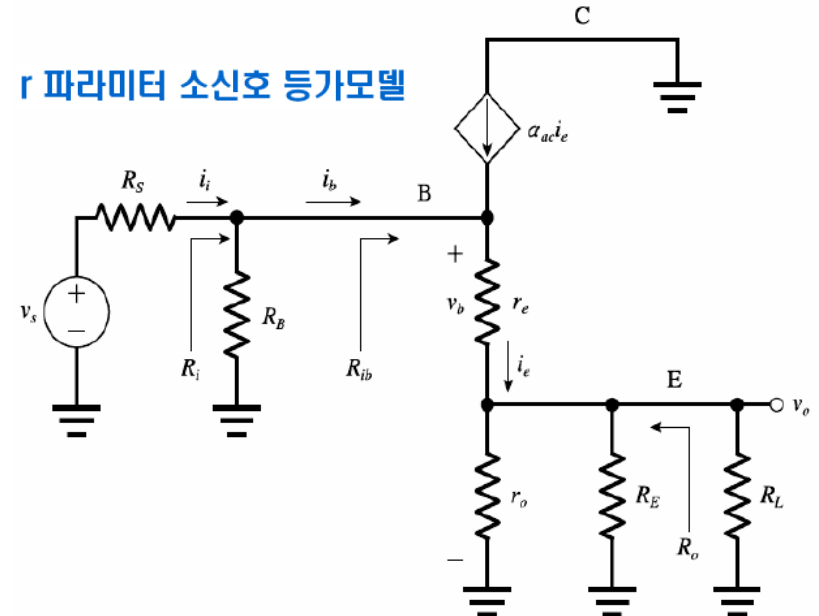 C
r 파라미터 소신호 등가모델
α_ac i_e
R_S
i_i
i_b
B
+
v_s
+
−
R_B
v_b
r_e
R_i
R_ib
i_e
E
v_o
r_o
R_E
R_L
R_o
−